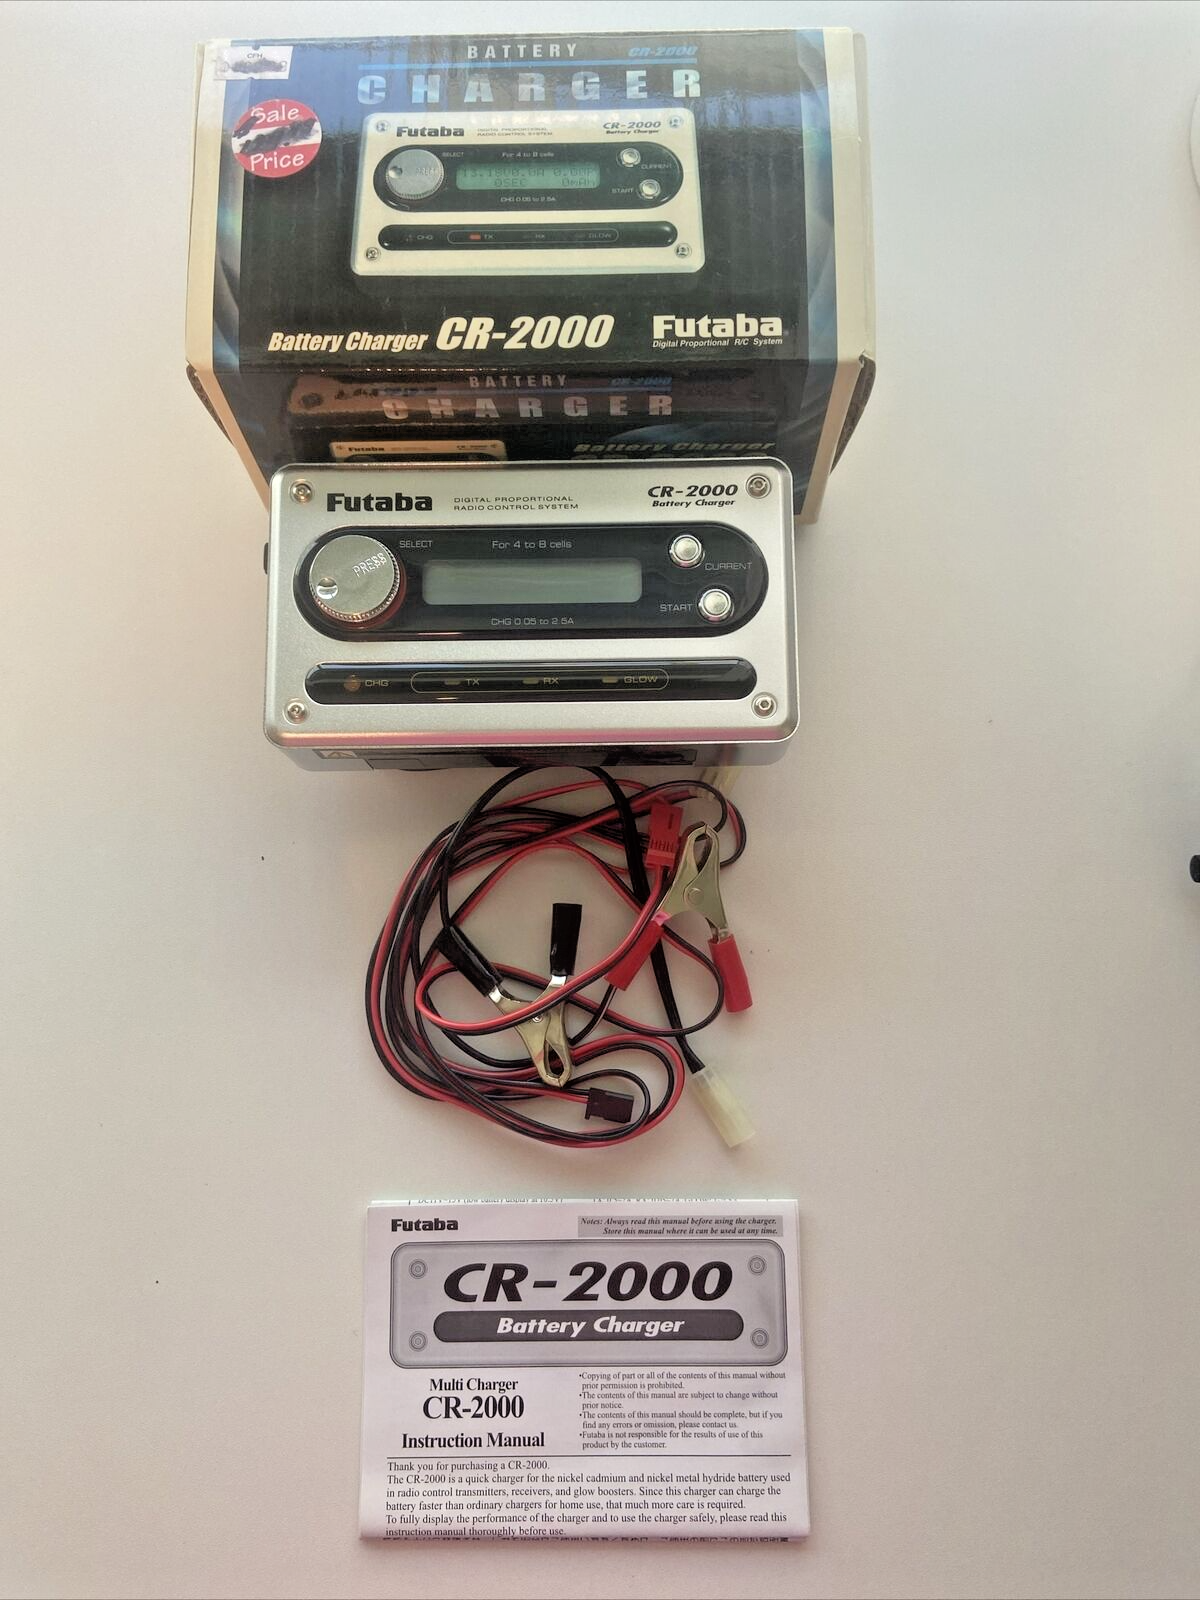 CFH
Sale
Price
BATTERY CR-2000
CHARGER
Futaba
DIGITAL PROPORTIONAL
RADIO CONTROL SYSTEM
CR-2000
Battery Charger
SELECT
For 4 to 8 cells
PRESS
CURRENT
START
0SEC 0mAH
CHG 0.05 to 2.5A
CHG TX RX GLOW
Battery Charger CR-2000
Futaba
Digital Proportional R/C System
BATTERY CR-2000
CHARGER
Futaba
CR-2000
Battery Charger
Futaba
DIGITAL PROPORTIONAL
RADIO CONTROL SYSTEM
CR-2000
Battery Charger
SELECT
For 4 to 8 cells
PRESS
CURRENT
START
CHG 0.05 to 2.5A
CHG TX RX GLOW
Futaba
Notes: Always read this manual before using the charger.
Store this manual where it can be used at any time.
CR-2000
Battery Charger
Multi Charger
CR-2000
Instruction Manual
•Copying of part or all of the contents of this manual without
prior permission is prohibited.
•The contents of this manual are subject to change without
prior notice.
•The contents of this manual should be complete, but if you
find any errors or omission, please contact us.
•Futaba is not responsible for the results of use of this
product by the customer.
Thank you for purchasing a CR-2000.
The CR-2000 is a quick charger for the nickel cadmium and nickel metal hydride battery used
in radio control transmitters, receivers, and glow boosters. Since this charger can charge the
battery faster than ordinary chargers for home use, that much more care is required.
To fully display the performance of the charger and to use the charger safely, please read this
instruction manual thoroughly before use.